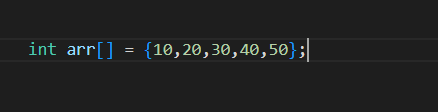 int arr[] = {10,20,30,40,50};